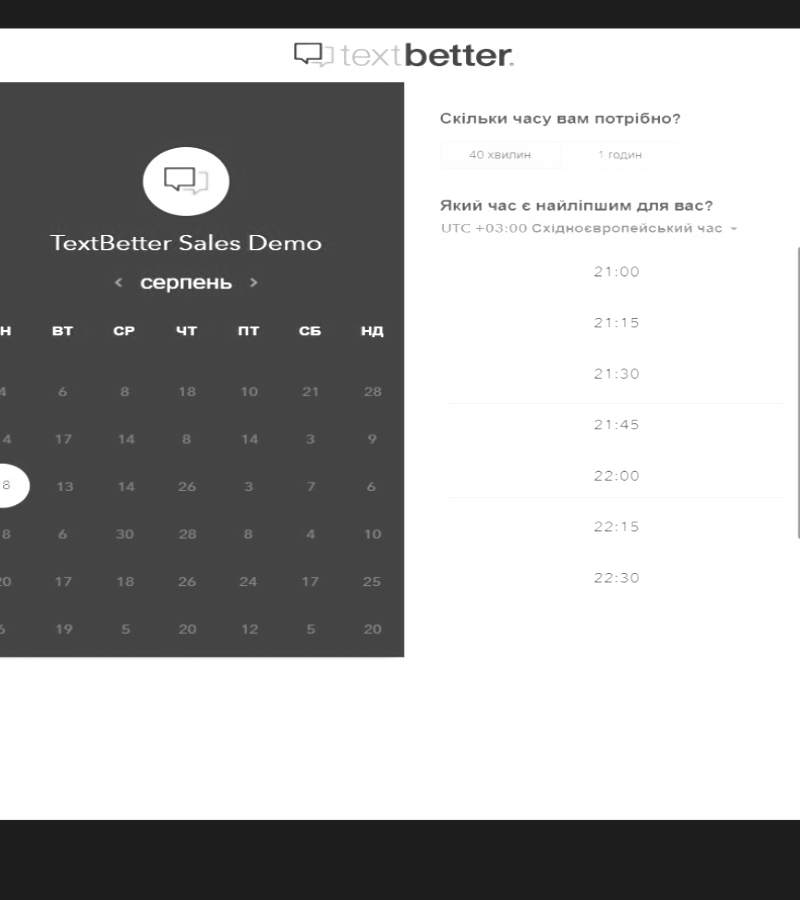 textbetter.
TextBetter Sales Demo
< серпень >
Н ВТ СР ЧТ ПТ СБ НД
4 6 8 18 10 21 28
4 17 14 8 14 3 9
8 13 14 26 3 7 6
8 6 30 28 8 4 10
20 17 18 26 24 17 25
6 19 5 20 12 5 20
Скільки часу вам потрібно?
40 хвилин 1 годин
Який час є найліпшим для вас?
UTC +03:00 Східноєвропейський час
21:00
21:15
21:30
21:45
22:00
22:15
22:30